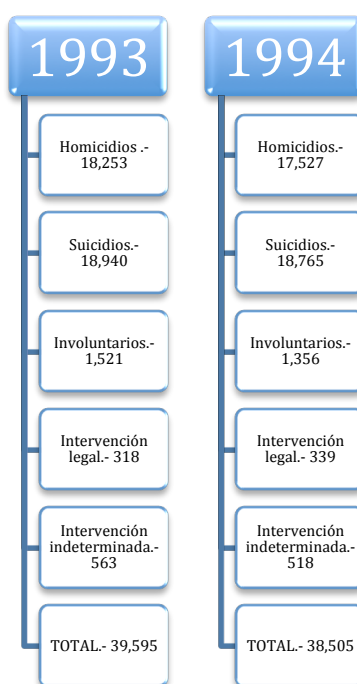 1993
Homicidios .-
18,253
Suicidios.-
18,940
Involuntarios.-
1,521
Intervención
legal.- 318
Intervención
indeterminada.-
563
TOTAL.- 39,595
1994
Homicidios.-
17,527
Suicidios.-
18,765
Involuntarios.-
1,356
Intervención
legal.- 339
Intervención
indeterminada.-
518
TOTAL.- 38,505